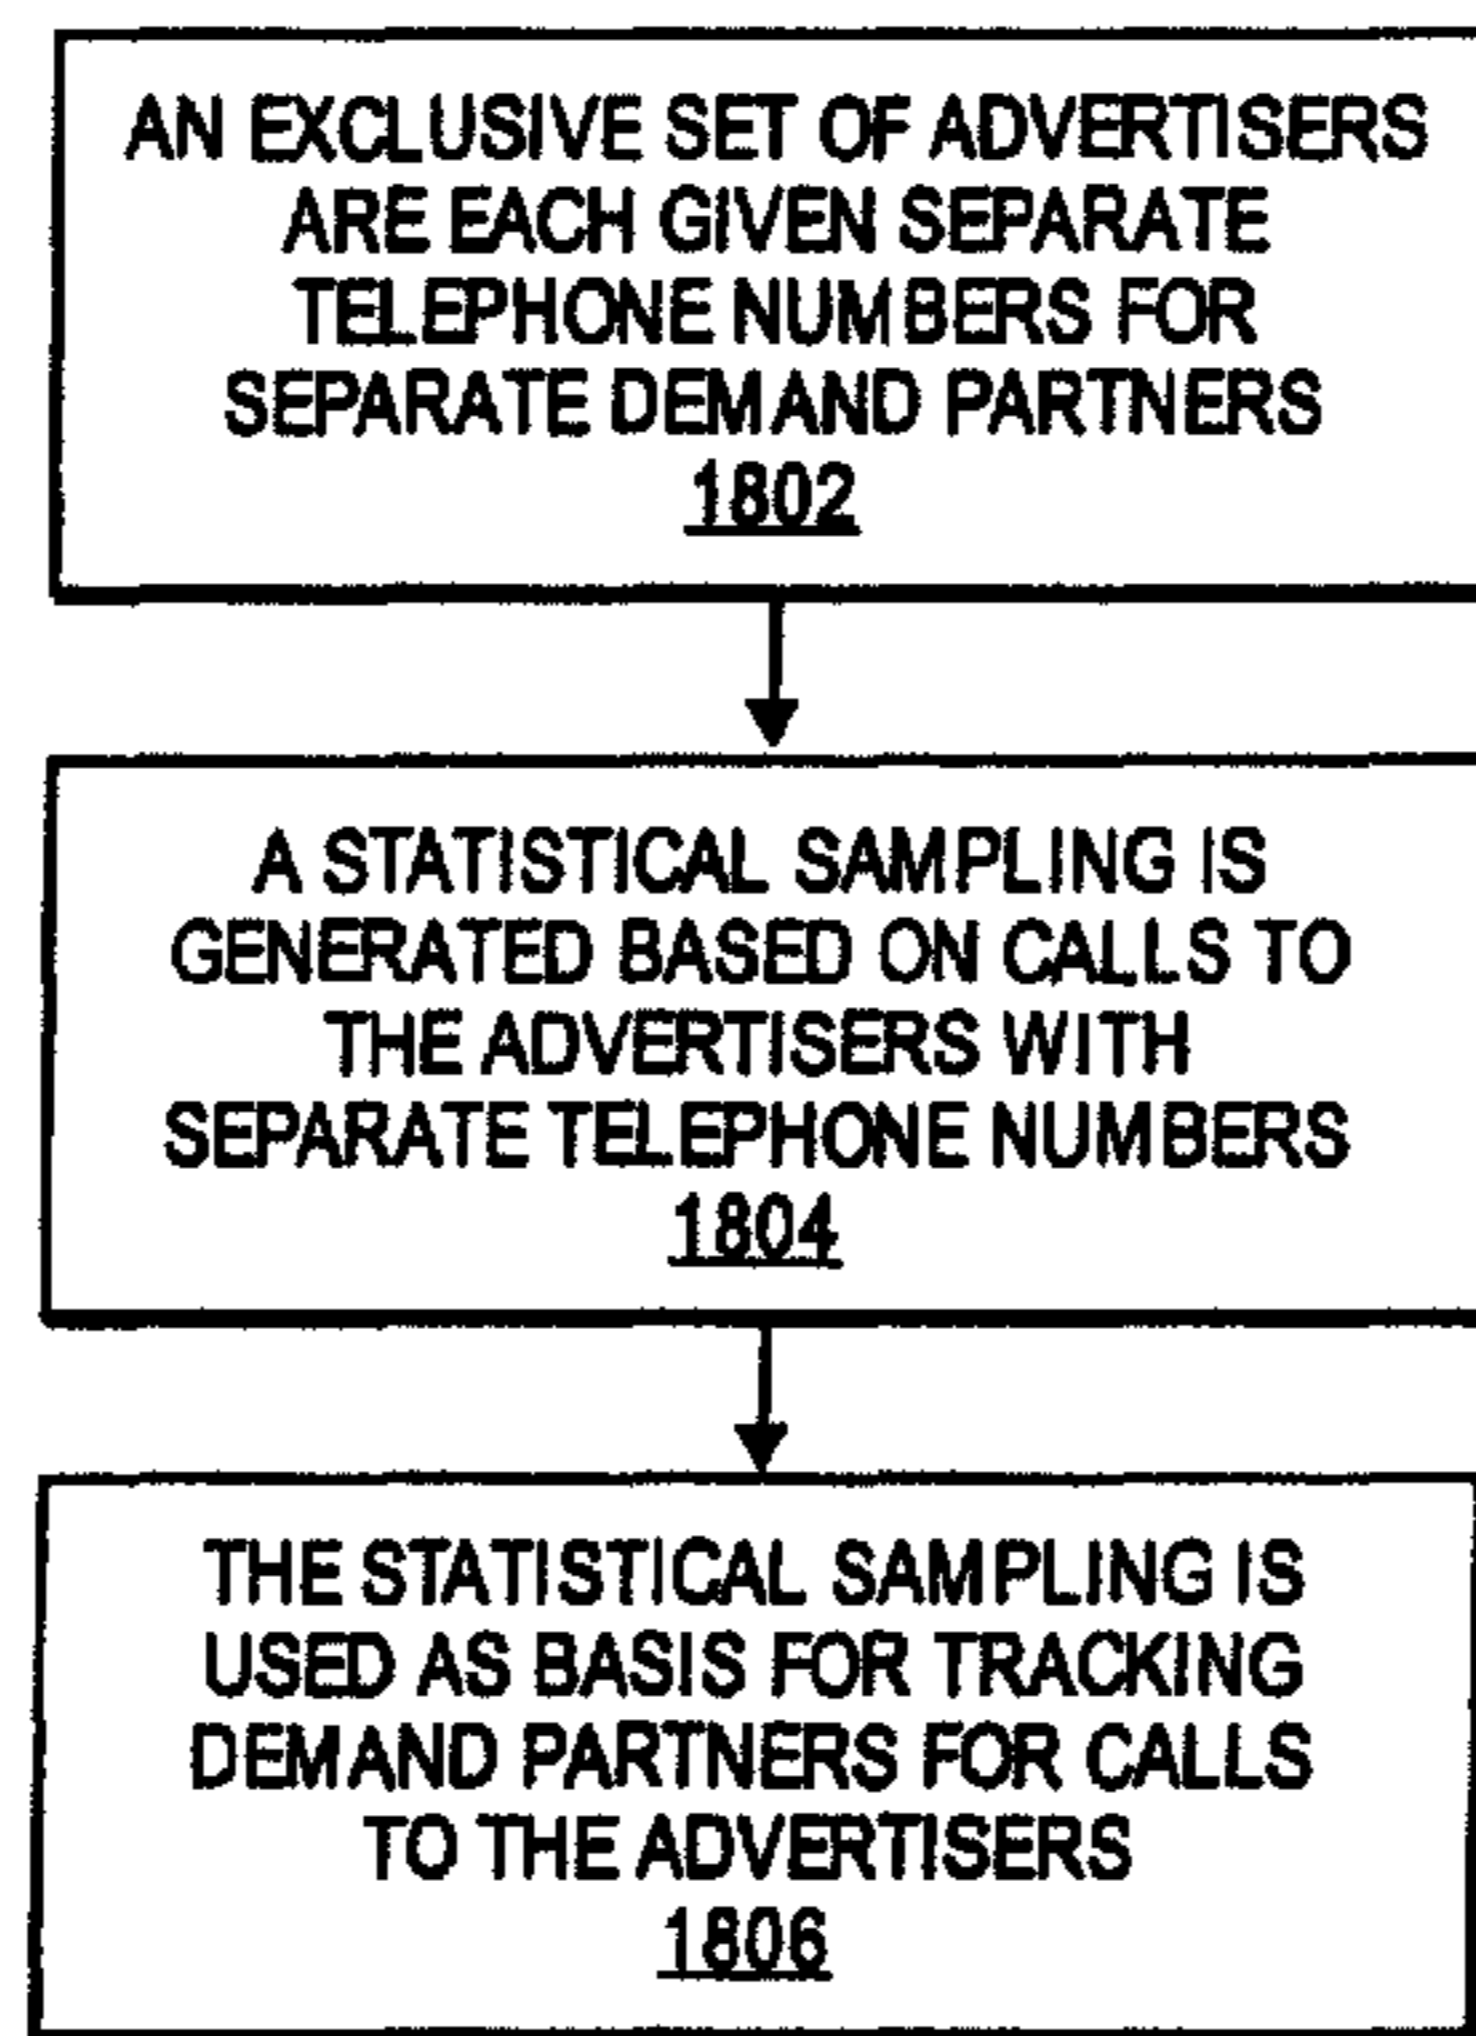 AN EXCLUSIVE SET OF ADVERTISERS
ARE EACH GIVEN SEPARATE
TELEPHONE NUMBERS FOR
SEPARATE DEMAND PARTNERS
1802
A STATISTICAL SAMPLING IS
GENERATED BASED ON CALLS TO
THE ADVERTISERS WITH
SEPARATE TELEPHONE NUMBERS
1804
THE STATISTICAL SAMPLING IS
USED AS BASIS FOR TRACKING
DEMAND PARTNERS FOR CALLS
TO THE ADVERTISERS
1806